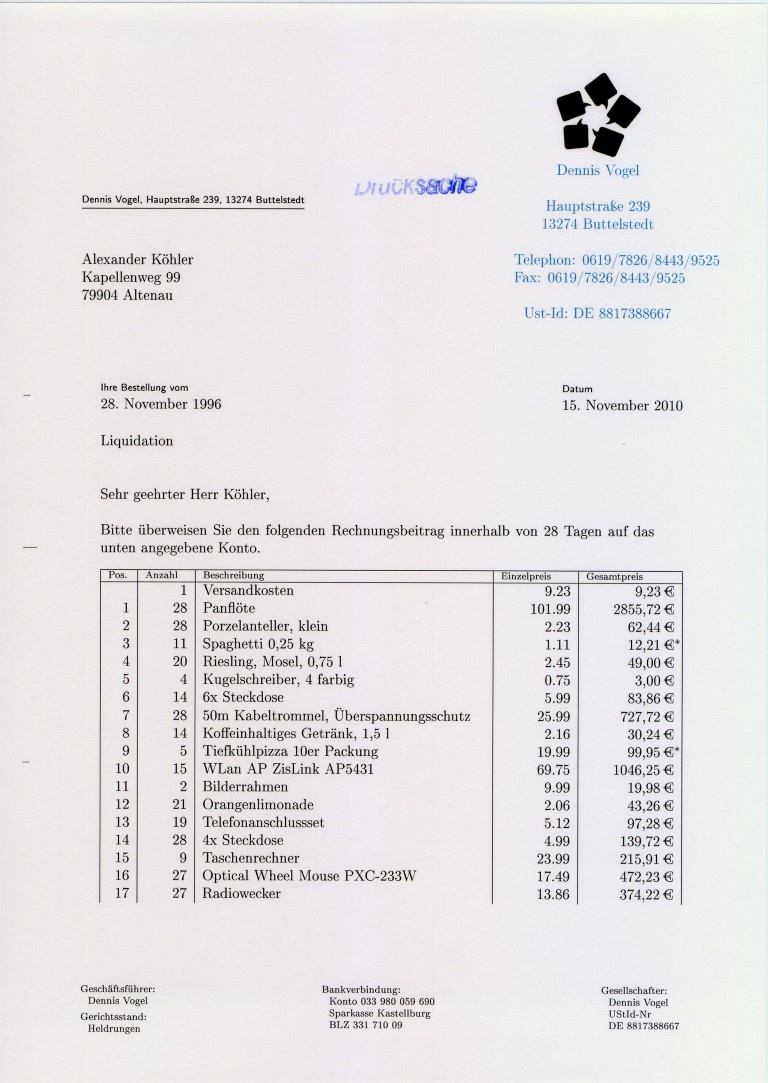 Dennis Vogel
Hauptstraße 239
13274 Buttelstedt
Telephon: 0619/7826/8443/9525
Fax: 0619/7826/8443/9525
Ust-Id: DE 8817388667
Drucksache
Dennis Vogel, Hauptstraße 239, 13274 Buttelstedt
Alexander Köhler
Kapellenweg 99
79904 Altenau
Ihre Bestellung vom Datum
28. November 1996 15. November 2010
Liquidation
Sehr geehrter Herr Köhler,
Bitte überweisen Sie den folgenden Rechnungsbeitrag innerhalb von 28 Tagen auf das
unten angegebene Konto.
Pos. Anzahl Beschreibung Einzelpreis Gesamtpreis
1 Versandkosten 9.23 9,23 €
1 28 Panflöte 101.99 2855,72 €
2 28 Porzelanteller, klein 2.23 62,44 €
3 11 Spaghetti 0,25 kg 1.11 12,21 €*
4 20 Riesling, Mosel, 0,75 l 2.45 49,00 €
5 4 Kugelschreiber, 4 farbig 0.75 3,00 €
6 14 6x Steckdose 5.99 83,86 €
7 28 50m Kabeltrommel, Überspannungsschutz 25.99 727,72 €
8 14 Koffeinhaltiges Getränk, 1,5 l 2.16 30,24 €
9 5 Tiefkühlpizza 10er Packung 19.99 99,95 €*
10 15 WLan AP ZisLink AP5431 69.75 1046,25 €
11 2 Bilderrahmen 9.99 19,98 €
12 21 Orangenlimonade 2.06 43,26 €
13 19 Telefonanschlussset 5.12 97,28 €
14 28 4x Steckdose 4.99 139,72 €
15 9 Taschenrechner 23.99 215,91 €
16 27 Optical Wheel Mouse PXC-233W 17.49 472,23 €
17 27 Radiowecker 13.86 374,22 €
Geschäftsführer:
Dennis Vogel
Gerichtsstand:
Heldrungen
Bankverbindung:
Konto 033 980 059 690
Sparkasse Kastellburg
BLZ 331 710 09
Gesellschafter:
Dennis Vogel
UStId-Nr
DE 8817388667